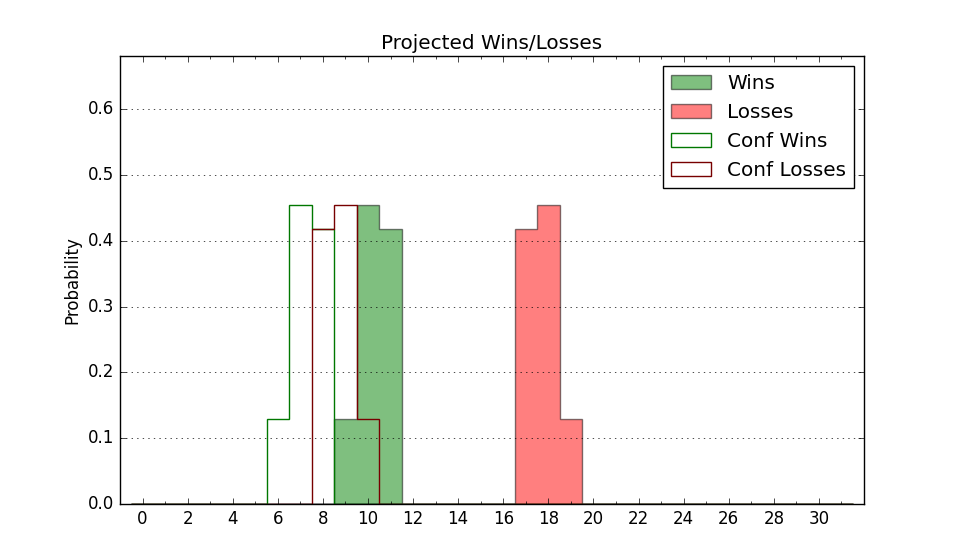 Projected Wins/Losses
Wins
Losses
Conf Wins
Conf Losses
Probability
0.6
0.5
0.4
0.3
0.2
0.1
0.0
0 2 4 6 8 10 12 14 16 18 20 22 24 26 28 30